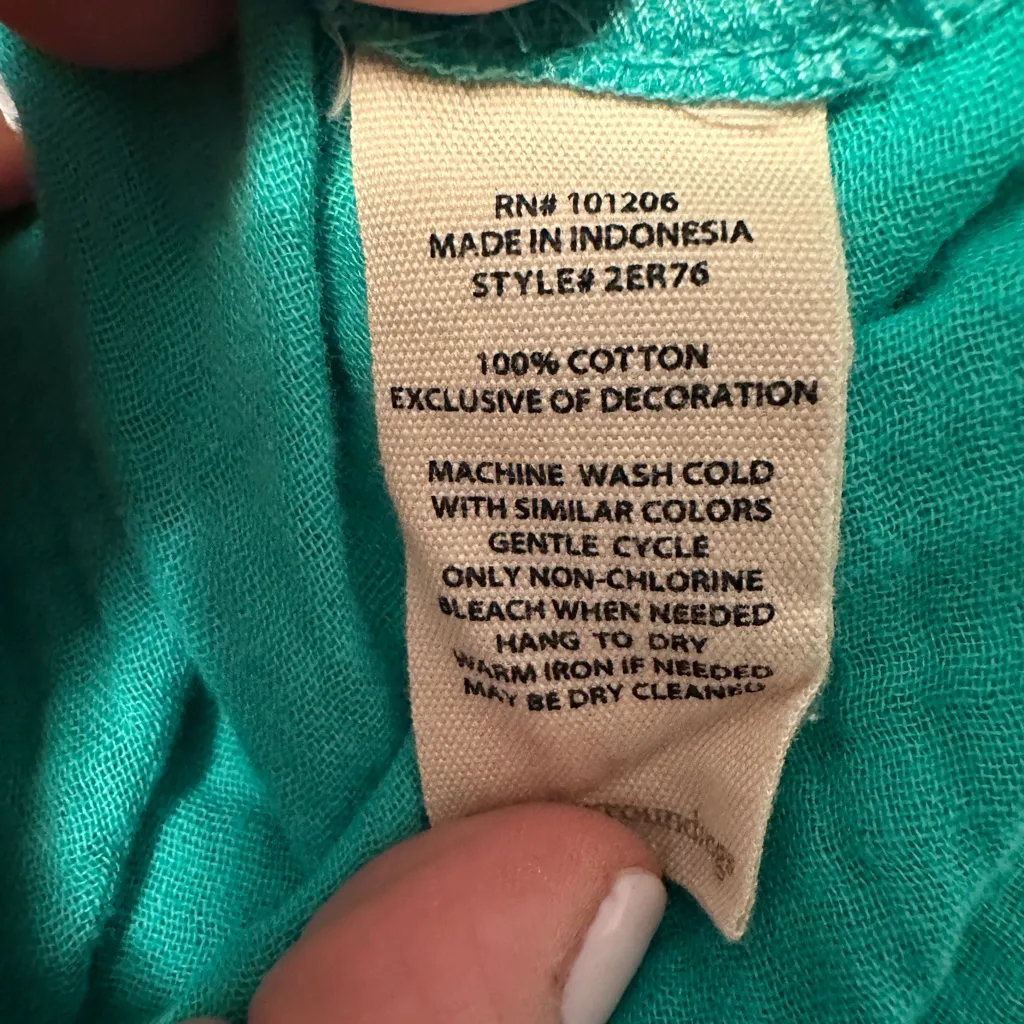 RN# 101206
MADE IN INDONESIA
STYLE# 2ER76
100% COTTON
EXCLUSIVE OF DECORATION
MACHINE WASH COLD
WITH SIMILAR COLORS
GENTLE CYCLE
ONLY NON-CHLORINE
BLEACH WHEN NEEDED
HANG TO DRY
WARM IRON IF NEEDED
MAY BE DRY CLEANED